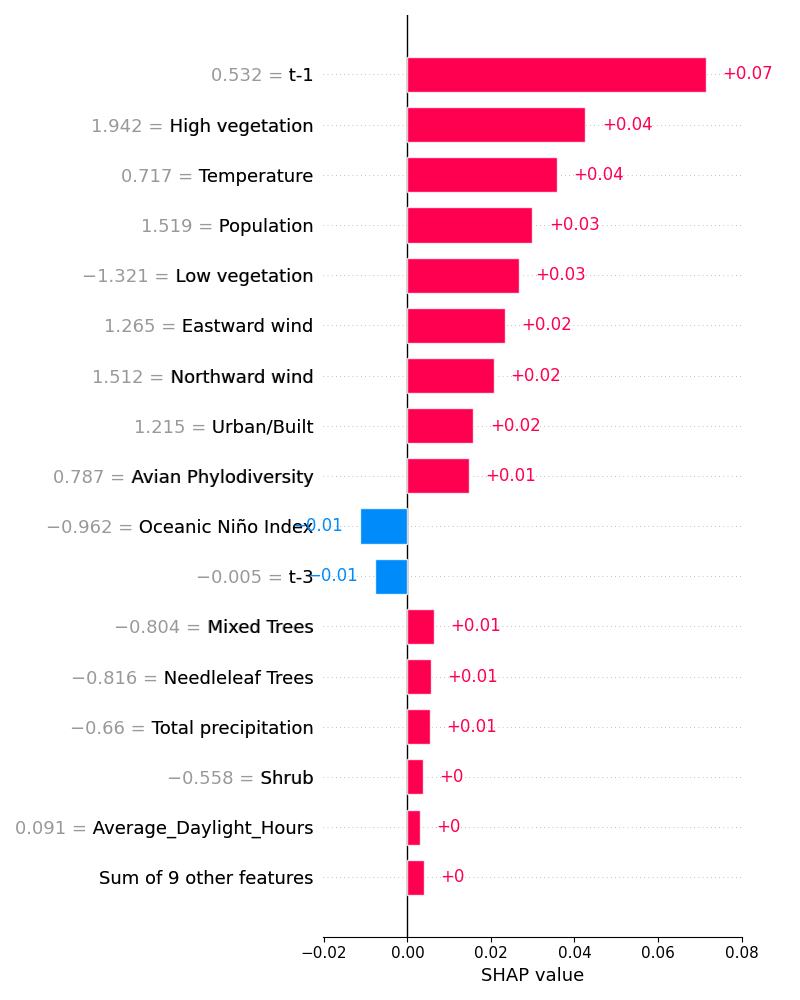 0.532 = t-1 +0.07
1.942 = High vegetation +0.04
0.717 = Temperature +0.04
1.519 = Population +0.03
−1.321 = Low vegetation +0.03
1.265 = Eastward wind +0.02
1.512 = Northward wind +0.02
1.215 = Urban/Built +0.02
0.787 = Avian Phylodiversity +0.01
−0.962 = Oceanic Niño Index −0.01
−0.005 = t-3 −0.01
−0.804 = Mixed Trees +0.01
−0.816 = Needleleaf Trees +0.01
−0.66 = Total precipitation +0.01
−0.558 = Shrub +0
0.091 = Average_Daylight_Hours +0
Sum of 9 other features +0
−0.02 0.00 0.02 0.04 0.06 0.08
SHAP value